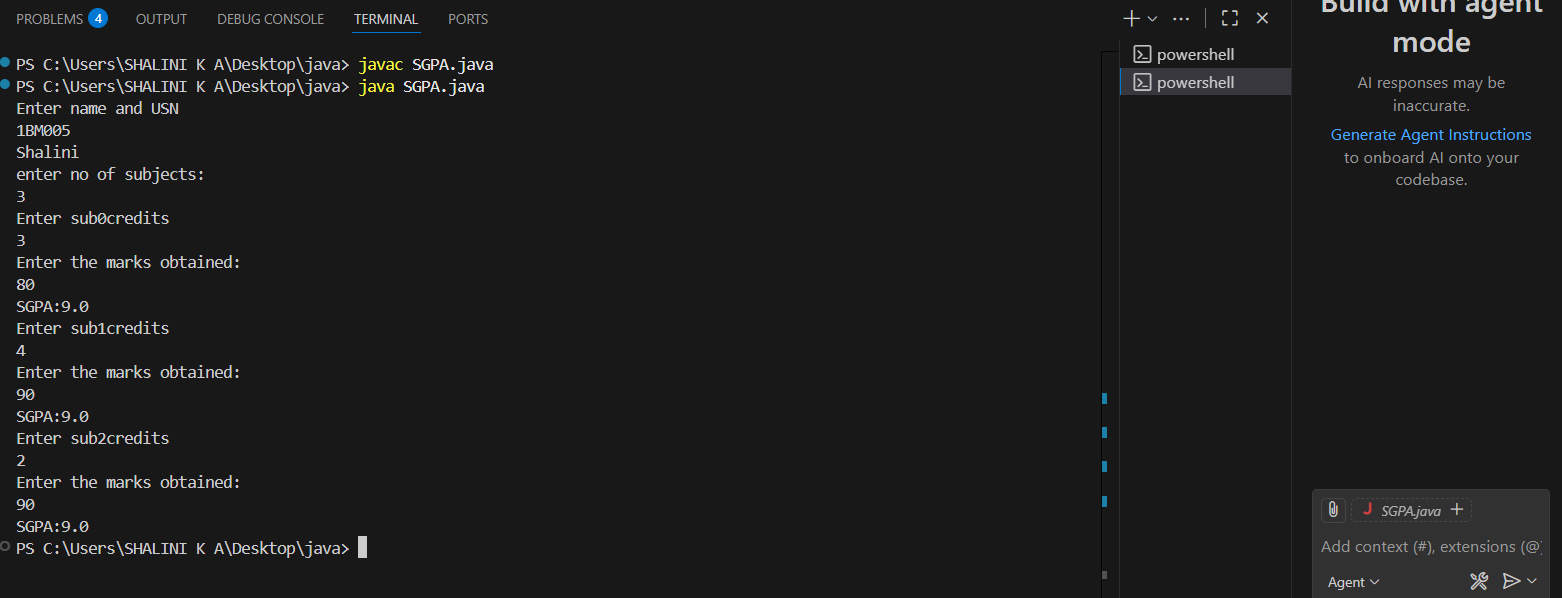 PROBLEMS 4 OUTPUT DEBUG CONSOLE TERMINAL PORTS
PS C:\Users\SHALINI K A\Desktop\java> javac SGPA.java
PS C:\Users\SHALINI K A\Desktop\java> java SGPA.java
Enter name and USN
1BM005
Shalini
enter no of subjects:
3
Enter sub0credits
3
Enter the marks obtained:
80
SGPA:9.0
Enter sub1credits
4
Enter the marks obtained:
90
SGPA:9.0
Enter sub2credits
2
Enter the marks obtained:
90
SGPA:9.0
PS C:\Users\SHALINI K A\Desktop\java>
powershell
powershell
Build with agent
mode
AI responses may be
inaccurate.
Generate Agent Instructions
to onboard AI onto your
codebase.
SGPA.java
Add context (#), extensions (@)
Agent